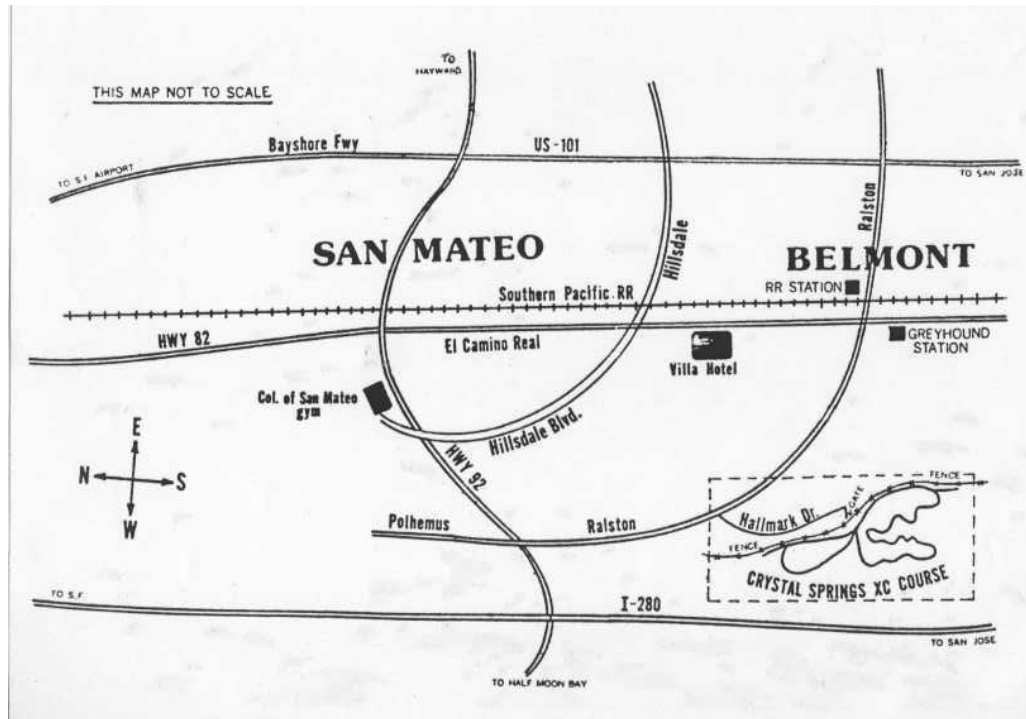 TO
HAYWARD
THIS MAP NOT TO SCALE
Bayshore Fwy
US-101
TO S.F. AIRPORT
TO SAN JOSE
Ralston
Hillsdale
SAN MATEO
BELMONT
RR STATION
Southern Pacific RR
HWY 82
El Camino Real
GREYHOUND
STATION
Villa Hotel
Col. of San Mateo
gym
Hillsdale Blvd.
HWY 92
E
N
S
W
FENCE
GATE
Hallmark Dr.
Polhemus
Ralston
FENCE
CRYSTAL SPRINGS XC COURSE
TO S.F.
I-280
TO SAN JOSE
TO HALF MOON BAY